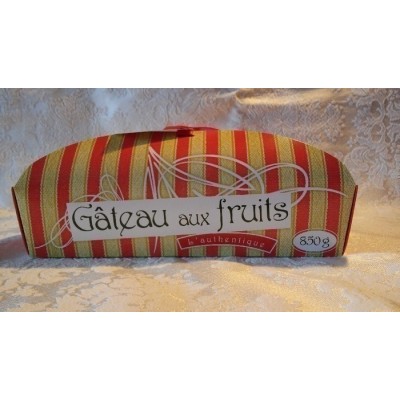 Gâteau aux fruits
L'authentique
850 g